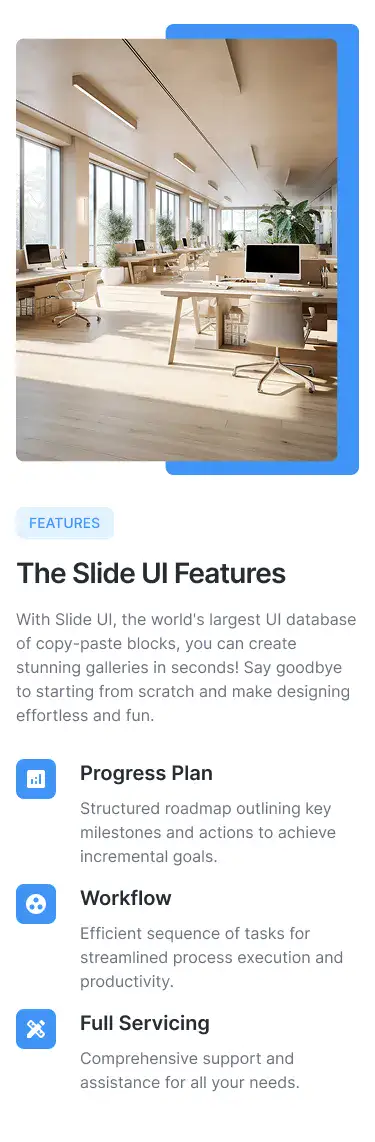 FEATURES
The Slide UI Features
With Slide UI, the world's largest UI database
of copy-paste blocks, you can create
stunning galleries in seconds! Say goodbye
to starting from scratch and make designing
effortless and fun.
Progress Plan
Structured roadmap outlining key
milestones and actions to achieve
incremental goals.
Workflow
Efficient sequence of tasks for
streamlined process execution and
productivity.
Full Servicing
Comprehensive support and
assistance for all your needs.